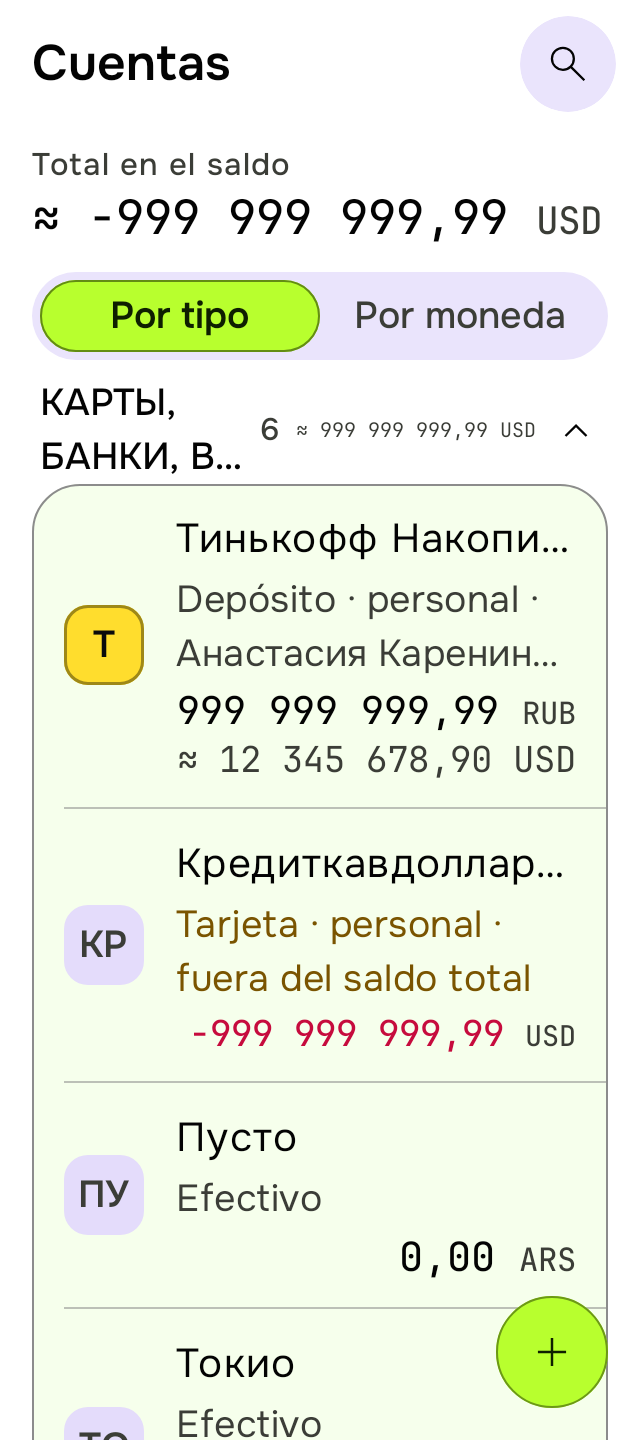 Cuentas
Total en el saldo
≈ -999 999 999,99 USD
Por tipo Por moneda
КАРТЫ,
БАНКИ, В...
6 ≈ 999 999 999,99 USD
Тинькофф Накопи...
T
Depósito · personal ·
Анастасия Каренин...
999 999 999,99 RUB
≈ 12 345 678,90 USD
Кредиткавдоллар...
КР
Tarjeta · personal ·
fuera del saldo total
-999 999 999,99 USD
Пусто
ПУ
Efectivo
0,00 ARS
Токио
Efectivo
ТО